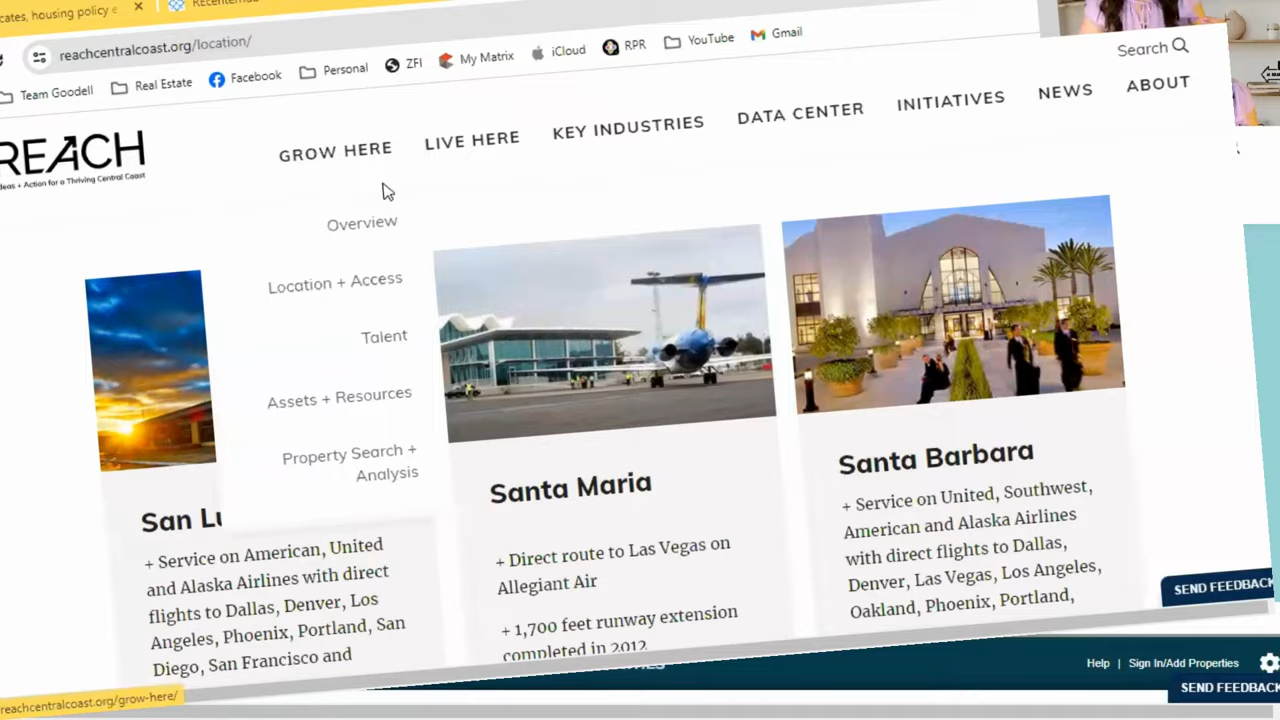 cates, housing policy e
reachcentralcoast.org/location/
Team Goodell
Real Estate
Facebook
Personal
ZFI
My Matrix
iCloud
RPR
YouTube
Gmail
Search
REACH
Ideas + Action for a Thriving Central Coast
GROW HERE
LIVE HERE
KEY INDUSTRIES
DATA CENTER
INITIATIVES
NEWS
ABOUT
Overview
Location + Access
Talent
Assets + Resources
Property Search +
Analysis
San Lu
+ Service on American, United
and Alaska Airlines with direct
flights to Dallas, Denver, Los
Angeles, Phoenix, Portland, San
Diego, San Francisco and
Santa Maria
+ Direct route to Las Vegas on
Allegiant Air
+ 1,700 feet runway extension
completed in 2012
Santa Barbara
+ Service on United, Southwest,
American and Alaska Airlines
with direct flights to Dallas,
Denver, Las Vegas, Los Angeles,
Oakland, Phoenix, Portland,
SEND FEEDBACK
Help | Sign In/Add Properties
SEND FEEDBACK
reachcentralcoast.org/grow-here/